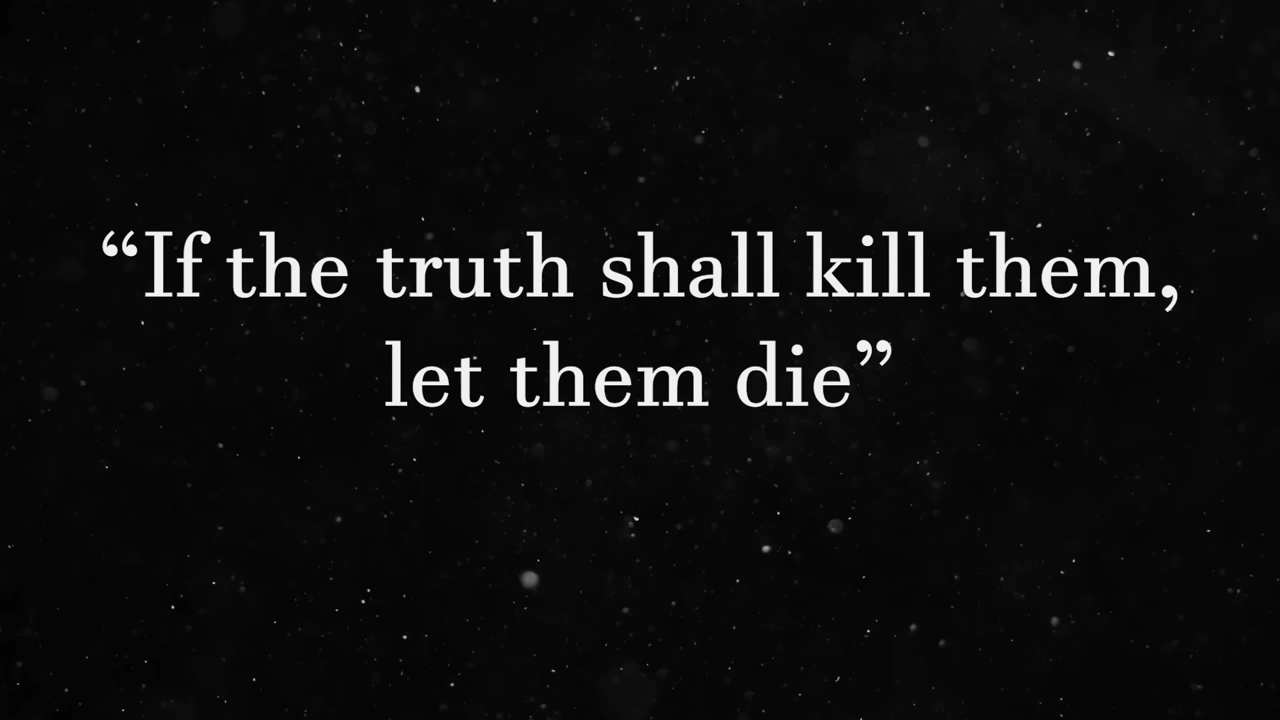 “If the truth shall kill them,
let them die”